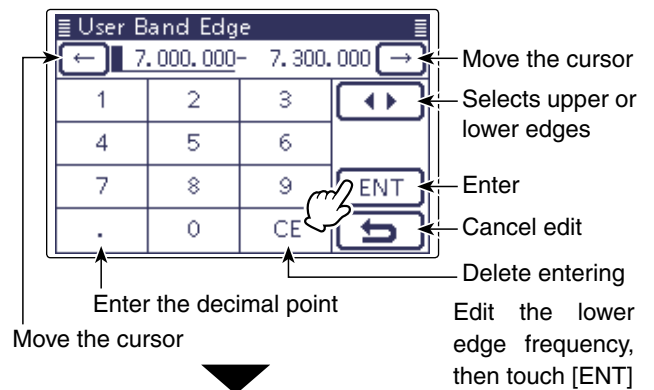 User Band Edge
← 7.000.000- 7.300.000 →
Move the cursor
1 2 3 ◀ ▶
Selects upper or
lower edges
4 5 6
7 8 9 ENT
Enter
. 0 CE
Cancel edit
Delete entering
Enter the decimal point
Move the cursor
Edit the lower
edge frequency,
then touch [ENT]